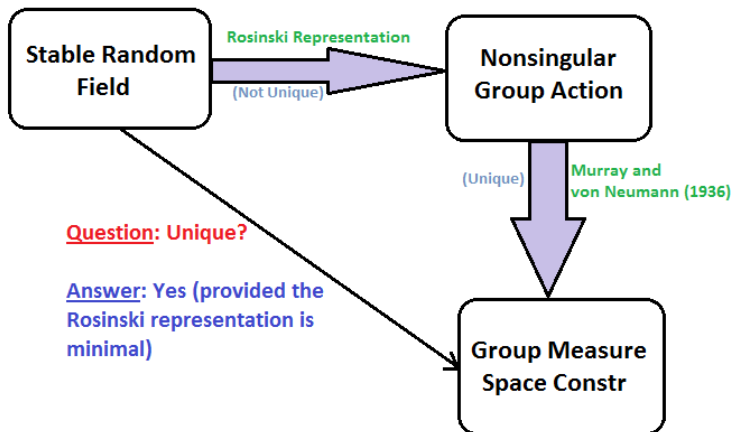 Stable Random
Field
Rosinski Representation
(Not Unique)
Nonsingular
Group Action
(Unique)
Murray and
von Neumann (1936)
Question: Unique?
Answer: Yes (provided the
Rosinski representation is
minimal)
Group Measure
Space Constr